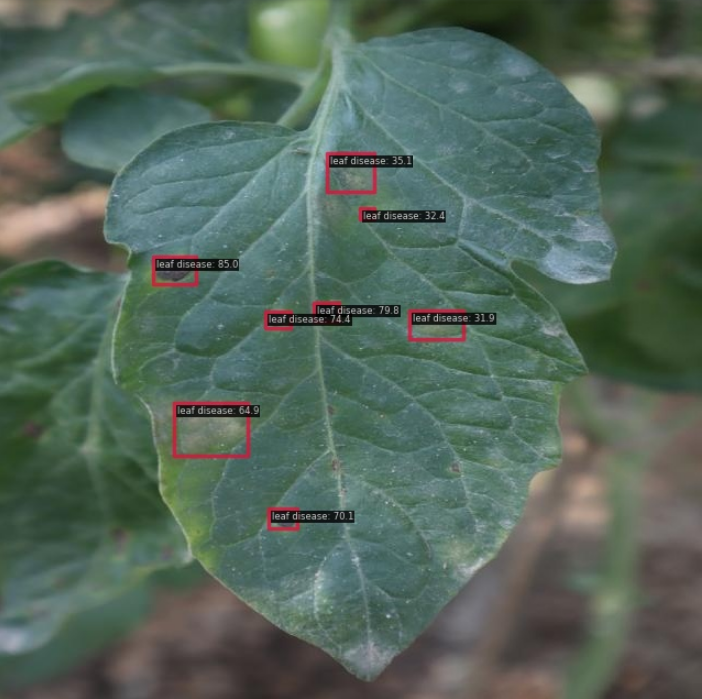 leaf disease: 35.1
leaf disease: 32.4
leaf disease: 85.0
leaf disease: 79.8
leaf disease: 74.4
leaf disease: 31.9
leaf disease: 64.9
leaf disease: 70.1